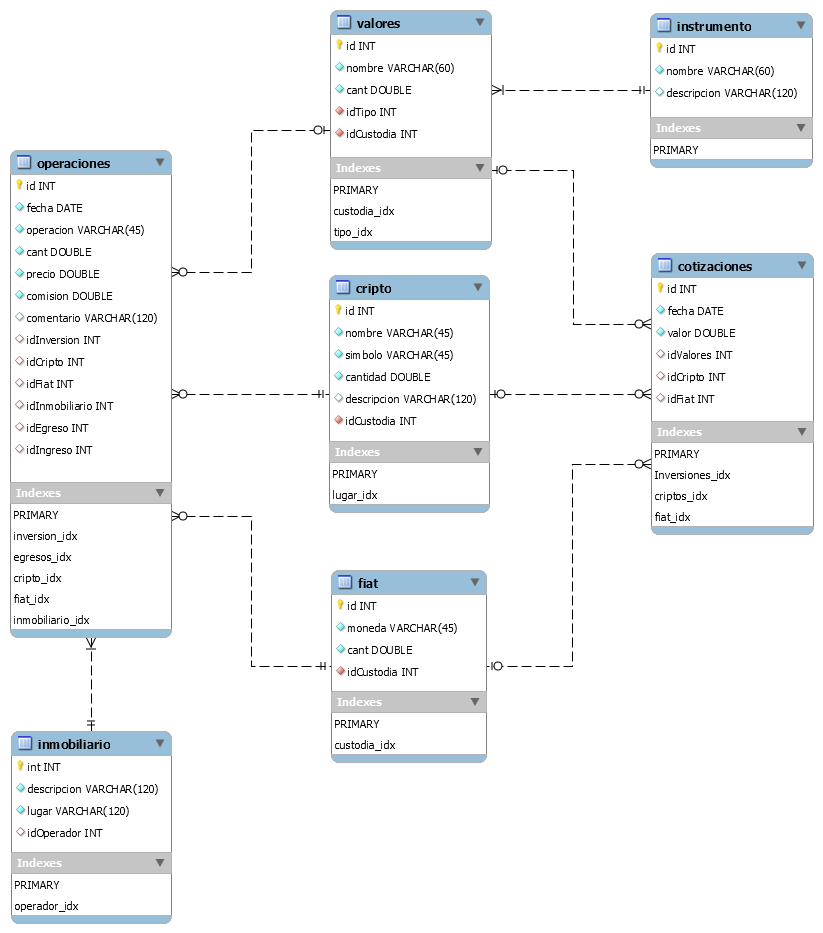 valores
id INT
nombre VARCHAR(60)
cant DOUBLE
idTipo INT
idCustodia INT
Indexes
PRIMARY
custodia_idx
tipo_idx
instrumento
id INT
nombre VARCHAR(60)
descripcion VARCHAR(120)
Indexes
PRIMARY
operaciones
id INT
fecha DATE
operacion VARCHAR(45)
cant DOUBLE
precio DOUBLE
comision DOUBLE
comentario VARCHAR(120)
idInversion INT
idCripto INT
idFiat INT
idInmobiliario INT
idEgreso INT
idIngreso INT
Indexes
PRIMARY
inversion_idx
egresos_idx
cripto_idx
fiat_idx
inmobiliario_idx
cripto
id INT
nombre VARCHAR(45)
simbolo VARCHAR(45)
cantidad DOUBLE
descripcion VARCHAR(120)
idCustodia INT
Indexes
PRIMARY
lugar_idx
cotizaciones
id INT
fecha DATE
valor DOUBLE
idValores INT
idCripto INT
idFiat INT
Indexes
PRIMARY
Inversiones_idx
criptos_idx
fiat_idx
fiat
id INT
moneda VARCHAR(45)
cant DOUBLE
idCustodia INT
Indexes
PRIMARY
custodia_idx
inmobiliario
int INT
descripcion VARCHAR(120)
lugar VARCHAR(120)
idOperador INT
Indexes
PRIMARY
operador_idx